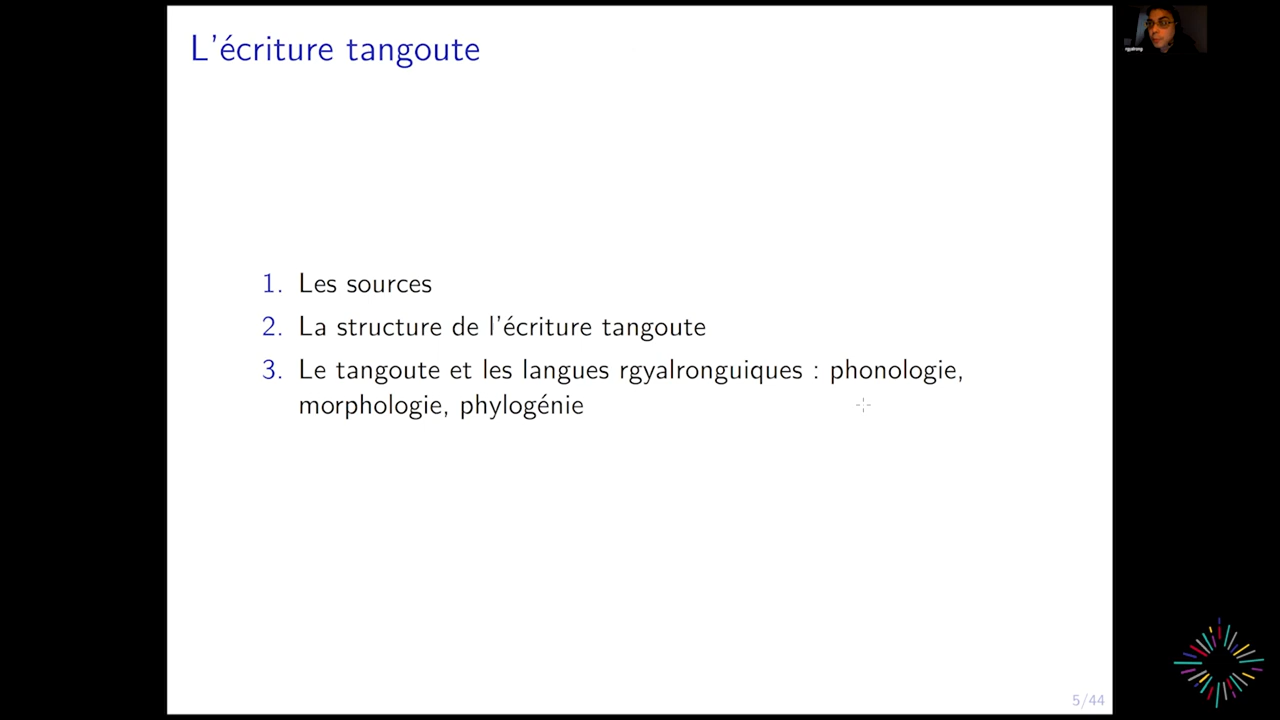 L'écriture tangoute
rgyalrong
1. Les sources
2. La structure de l'écriture tangoute
3. Le tangoute et les langues rgyalronguiques : phonologie,
morphologie, phylogénie
5/44